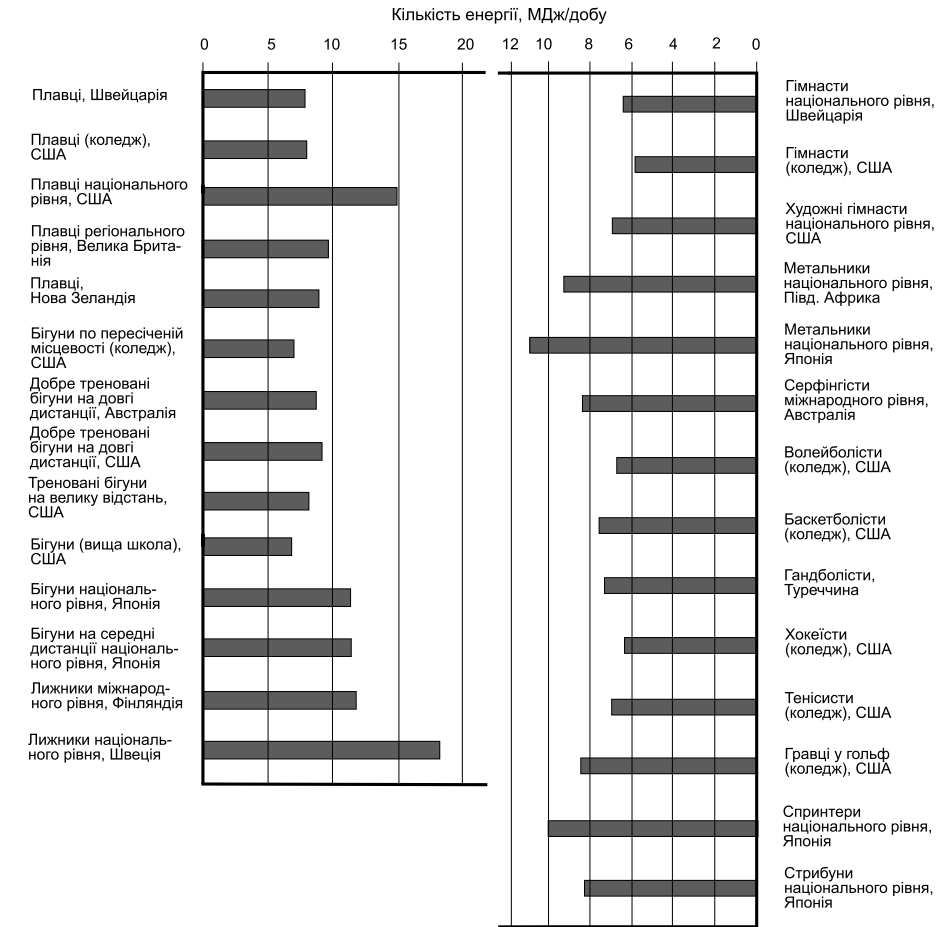 Кількість енергії, МДж/добу
0 5 10 15 20
12 10 8 6 4 2 0
Плавці, Швейцарія
Плавці (коледж),
США
Плавці національного
рівня, США
Плавці регіонального
рівня, Велика Брита-
нія
Плавці,
Нова Зеландія
Бігуни по пересіченій
місцевості (коледж),
США
Добре треновані
бігуни на довгі
дистанції, Австралія
Добре треновані
бігуни на довгі
дистанції, США
Треновані бігуни
на велику відстань,
США
Бігуни (вища школа),
США
Бігуни національ-
ного рівня, Японія
Бігуни на середні
дистанції національ-
ного рівня, Японія
Лижники міжнарод-
ного рівня, Фінляндія
Лижники національ-
ного рівня, Швеція
Гімнасти
національного рівня,
Швейцарія
Гімнасти
(коледж), США
Художні гімнасти
національного рівня,
США
Метальники
національного рівня,
Півд. Африка
Метальники
національного рівня,
Японія
Серфінгісти
міжнародного рівня,
Австралія
Волейболісти
(коледж), США
Баскетболісти
(коледж), США
Гандболісти,
Туреччина
Хокеїсти
(коледж), США
Тенісисти
(коледж), США
Гравці у гольф
(коледж), США
Спринтери
національного рівня,
Японія
Стрибуни
національного рівня,
Японія